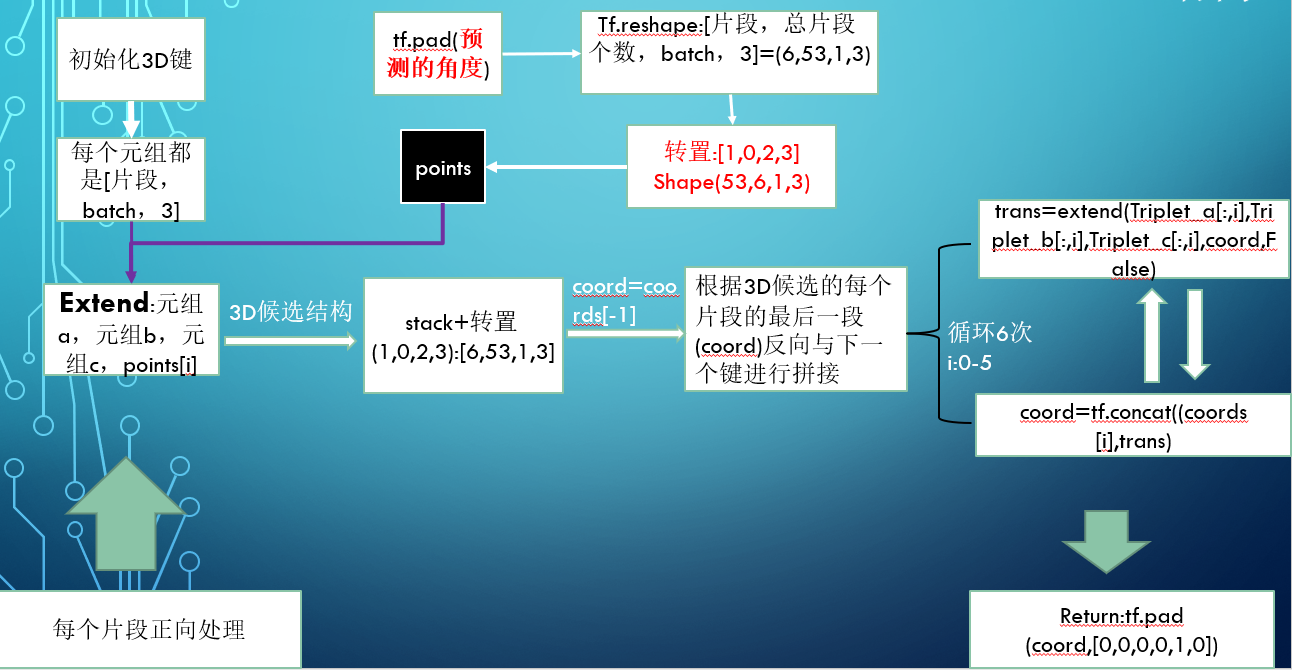 初始化3D键
每个元组都
是[片段，
batch，3]
tf.pad(预
测的角度)
Tf.reshape:[片段，总片段
个数，batch，3]=(6,53,1,3)
转置:[1,0,2,3]
Shape(53,6,1,3)
points
Extend:元组
a，元组b，元
组c，points[i]
3D候选结构
stack+转置
(1,0,2,3):[6,53,1,3]
coord=coo
rds[-1]
根据3D候选的每个
片段的最后一段
(coord)反向与下一
个键进行拼接
循环6次
i:0-5
trans=extend(Triplet_a[:,i],Tri
plet_b[:,i],Triplet_c[:,i],coord,F
alse)
coord=tf.concat((coords
[i],trans)
每个片段正向处理
Return:tf.pad
(coord,[0,0,0,0,1,0])